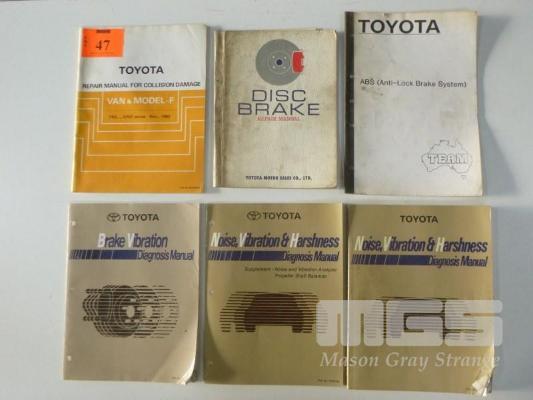 47
TOYOTA
REPAIR MANUAL FOR COLLISION DAMAGE
VAN & MODEL-F
DISC
BRAKE
REPAIR MANUAL
TOYOTA MOTOR SALES CO., LTD.
TOYOTA
ABS (Anti-Lock Brake System)
TEAM
TOYOTA
Brake Vibration
Diagnosis Manual
TOYOTA
Noise, Vibration & Harshness
Diagnosis Manual
Supplement - Noise and Vibration Analyzer
Propeller Shaft Balancer
TOYOTA
Noise, Vibration & Harshness
Diagnosis Manual
MGS
Mason Gray Strange